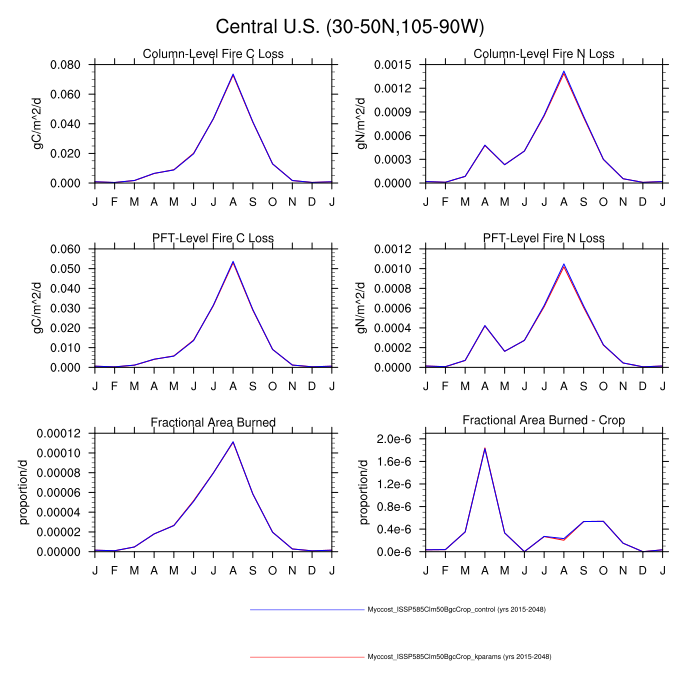 Central U.S. (30-50N,105-90W)
Column-Level Fire C Loss
gC/m^2/d
0.080
0.060
0.040
0.020
0.000
J F M A M J J A S O N D J
Column-Level Fire N Loss
gN/m^2/d
0.0015
0.0012
0.0009
0.0006
0.0003
0.0000
J F M A M J J A S O N D J
PFT-Level Fire C Loss
gC/m^2/d
0.060
0.050
0.040
0.030
0.020
0.010
0.000
J F M A M J J A S O N D J
PFT-Level Fire N Loss
gN/m^2/d
0.0012
0.0010
0.0008
0.0006
0.0004
0.0002
0.0000
J F M A M J J A S O N D J
Fractional Area Burned
proportion/d
0.00012
0.00010
0.00008
0.00006
0.00004
0.00002
0.00000
J F M A M J J A S O N D J
Fractional Area Burned - Crop
proportion/d
2.0e-6
1.6e-6
1.2e-6
0.8e-6
0.4e-6
0.0e-6
J F M A M J J A S O N D J
Myccost_ISSP585Clm50BgcCrop_control (yrs 2015-2048)
Myccost_ISSP585Clm50BgcCrop_kparams (yrs 2015-2048)